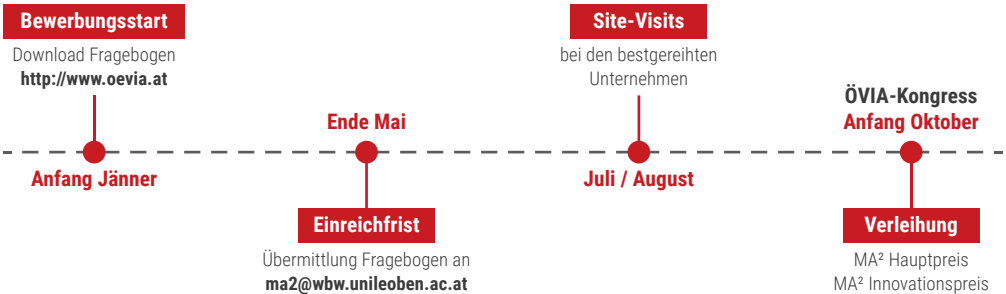 Bewerbungsstart
Download Fragebogen
http://www.oevia.at
Anfang Jänner
Ende Mai
Einreichfrist
Übermittlung Fragebogen an
ma2@wbw.unileoben.ac.at
Site-Visits
bei den bestgereihten
Unternehmen
Juli / August
ÖVIA-Kongress
Anfang Oktober
Verleihung
MA² Hauptpreis
MA² Innovationspreis